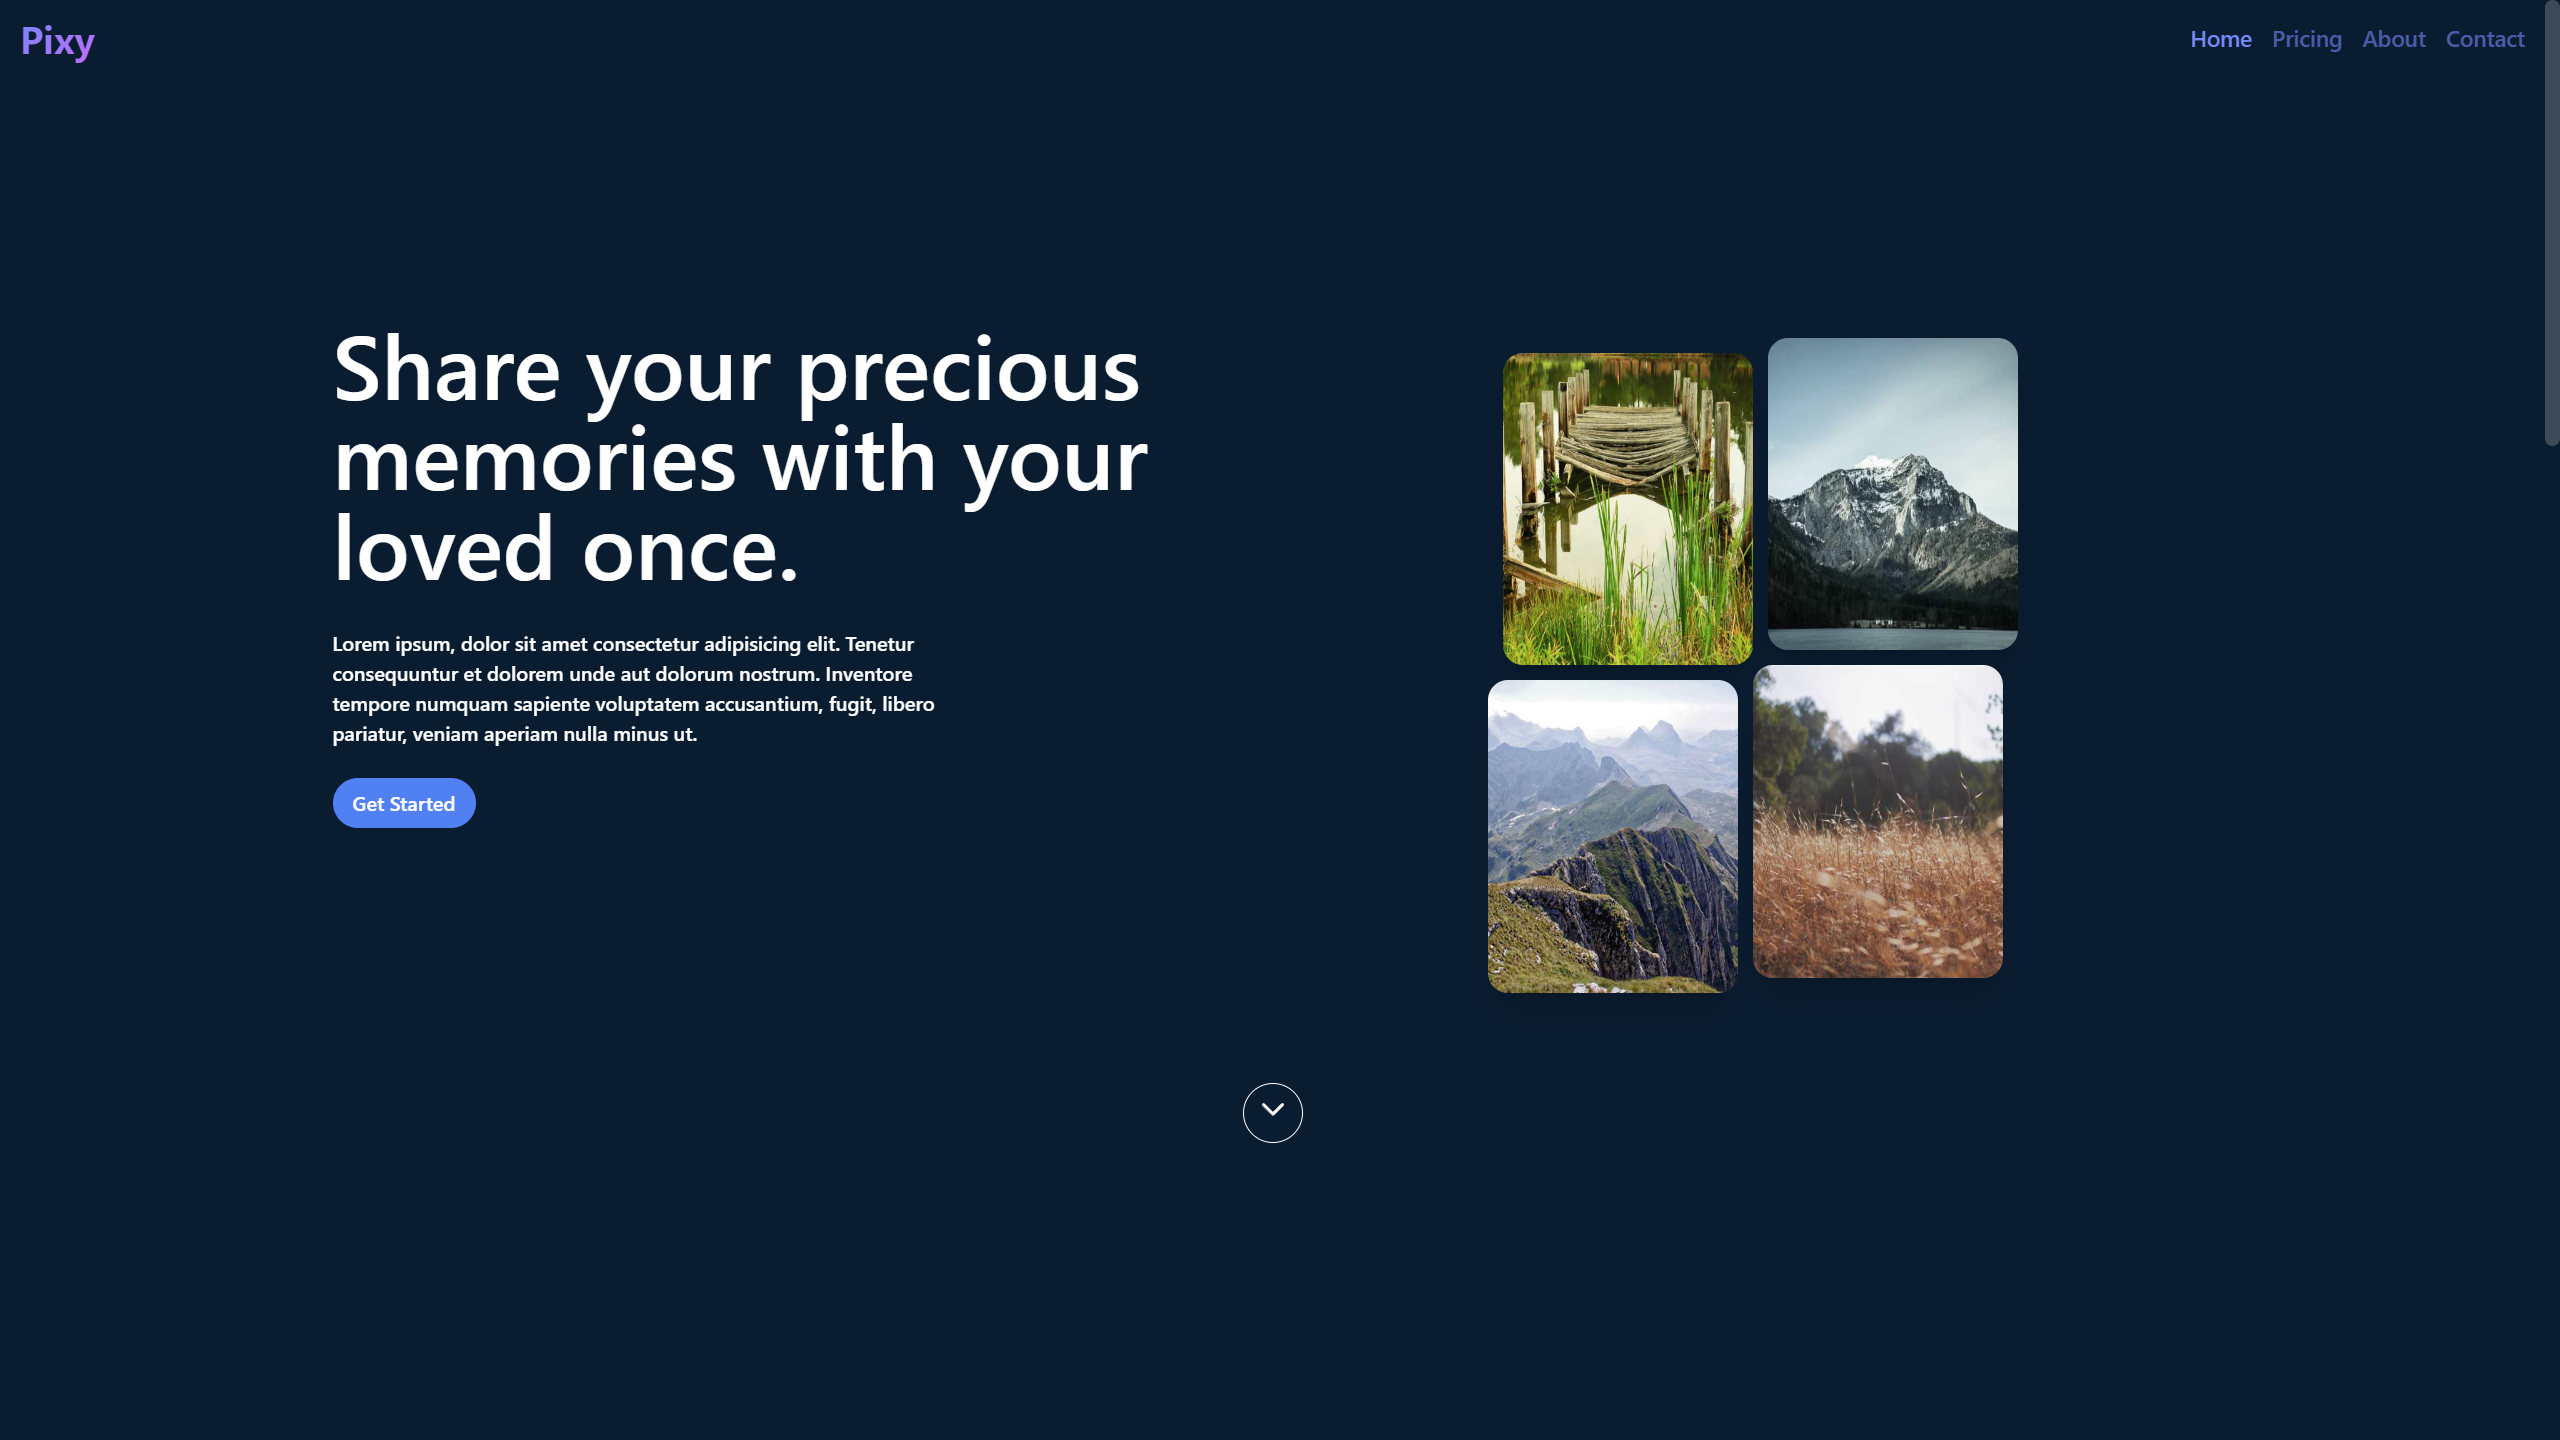 Pixy
Home Pricing About Contact
Share your precious
memories with your
loved once.
Lorem ipsum, dolor sit amet consectetur adipisicing elit. Tenetur
consequuntur et dolorem unde aut dolorum nostrum. Inventore
tempore numquam sapiente voluptatem accusantium, fugit, libero
pariatur, veniam aperiam nulla minus ut.
Get Started